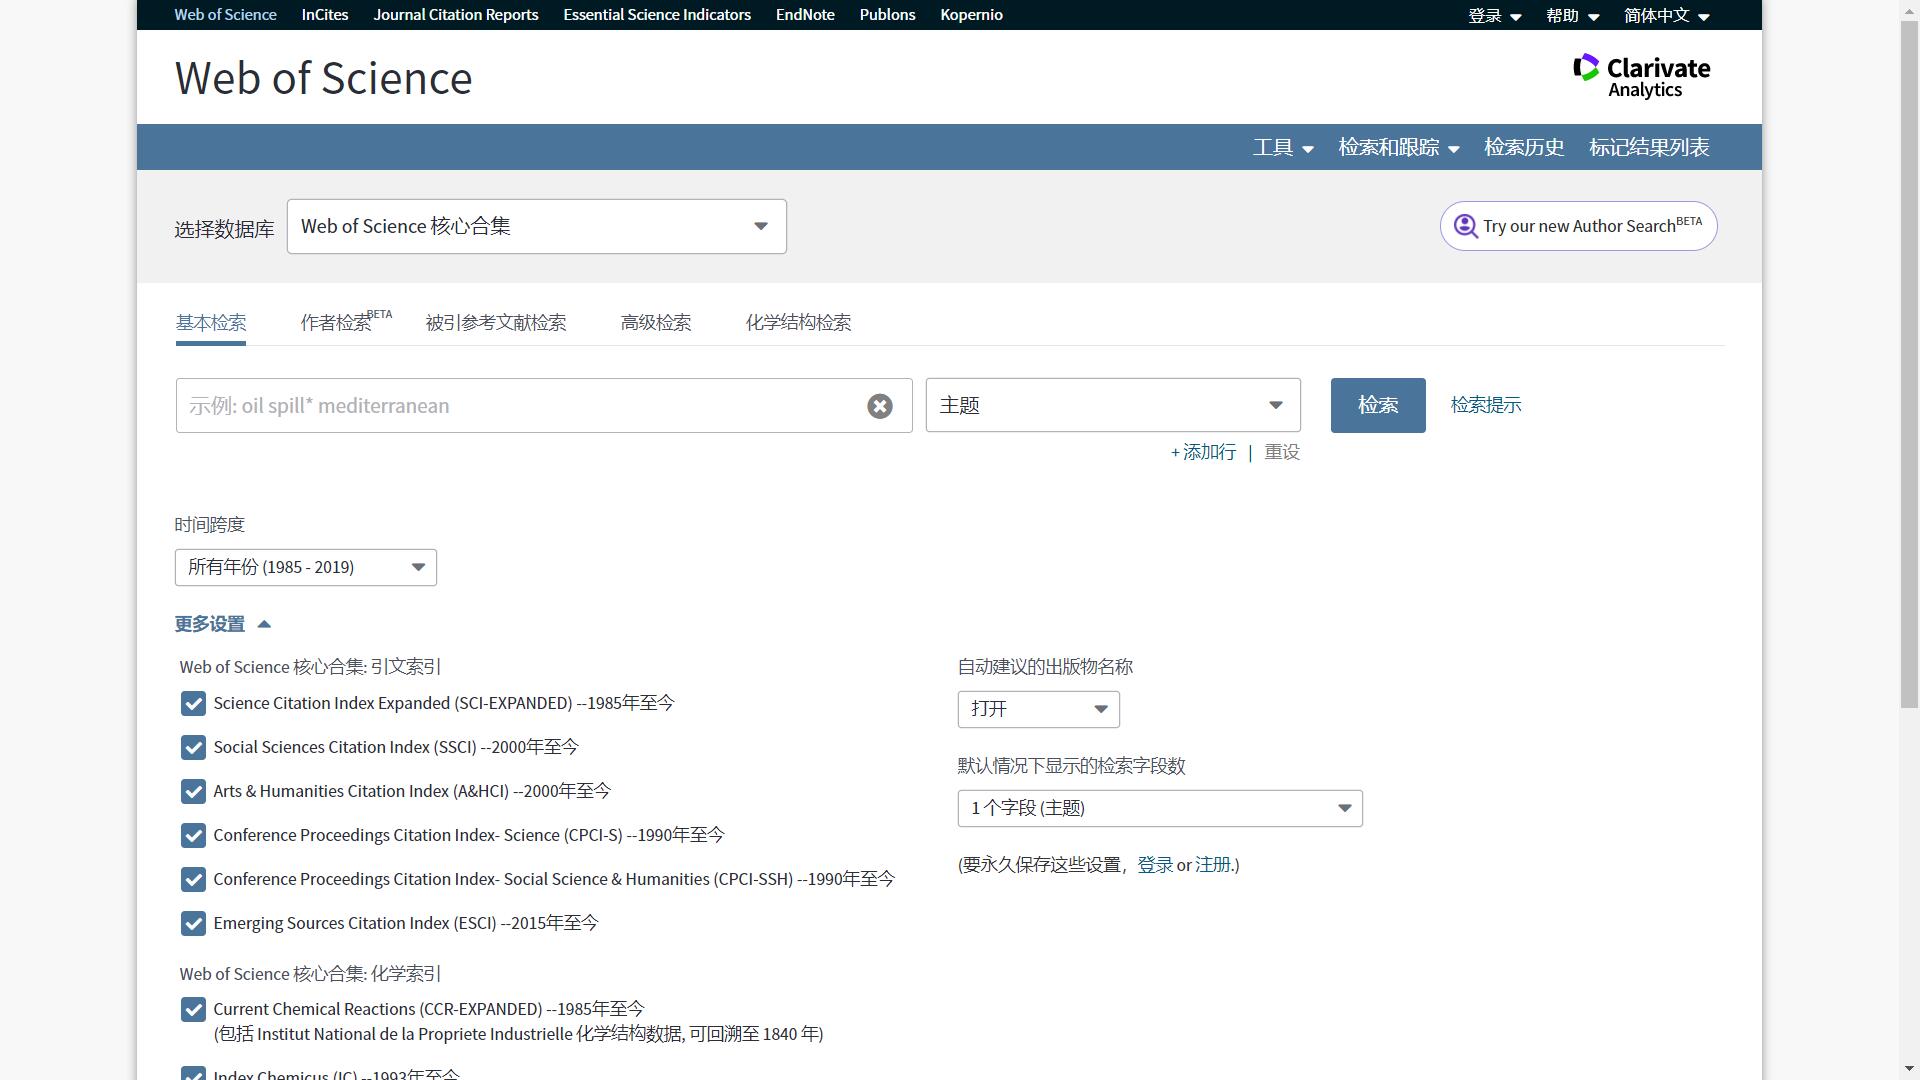 Web of Science InCites Journal Citation Reports Essential Science Indicators EndNote Publons Kopernio 登录 帮助 简体中文
Web of Science
Clarivate
Analytics
工具 检索和跟踪 检索历史 标记结果列表
选择数据库 Web of Science 核心合集 Try our new Author Search BETA
基本检索 作者检索 BETA 被引参考文献检索 高级检索 化学结构检索
示例: oil spill* mediterranean 主题 检索 检索提示
+ 添加行 | 重设
时间跨度
所有年份 (1985 - 2019)
更多设置
Web of Science 核心合集: 引文索引
Science Citation Index Expanded (SCI-EXPANDED) --1985年至今
Social Sciences Citation Index (SSCI) --2000年至今
Arts & Humanities Citation Index (A&HCI) --2000年至今
Conference Proceedings Citation Index- Science (CPCI-S) --1990年至今
Conference Proceedings Citation Index- Social Science & Humanities (CPCI-SSH) --1990年至今
Emerging Sources Citation Index (ESCI) --2015年至今
Web of Science 核心合集: 化学索引
Current Chemical Reactions (CCR-EXPANDED) --1985年至今
(包括 Institut National de la Propriete Industrielle 化学结构数据, 可回溯至 1840 年)
Index Chemicus (IC) --1993年至今
自动建议的出版物名称
打开
默认情况下显示的检索字段数
1 个字段 (主题)
(要永久保存这些设置，登录 or 注册.)